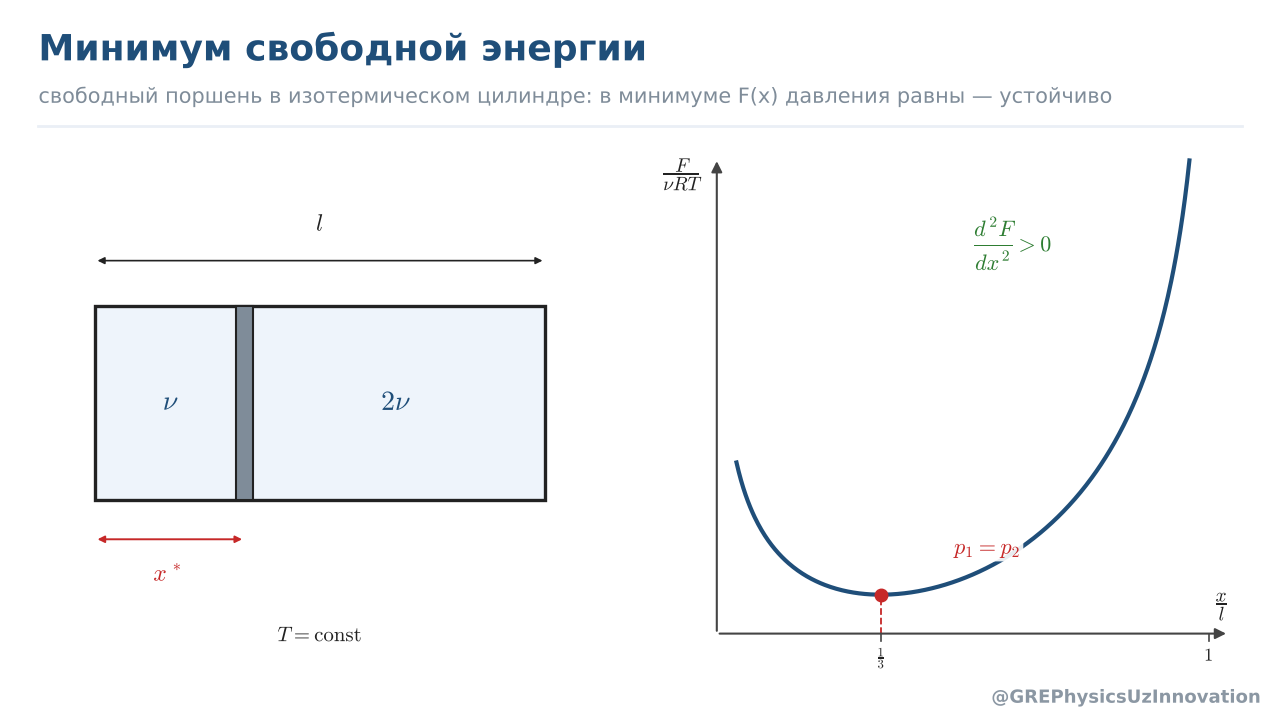 Минимум свободной энергии
свободный поршень в изотермическом цилиндре: в минимуме F(x) давления равны — устойчиво
l
ν
2ν
x*
T = const
F/νRT
d²F/dx² > 0
p₁ = p₂
x/l
1/3
1
@GREPhysicsUzInnovation